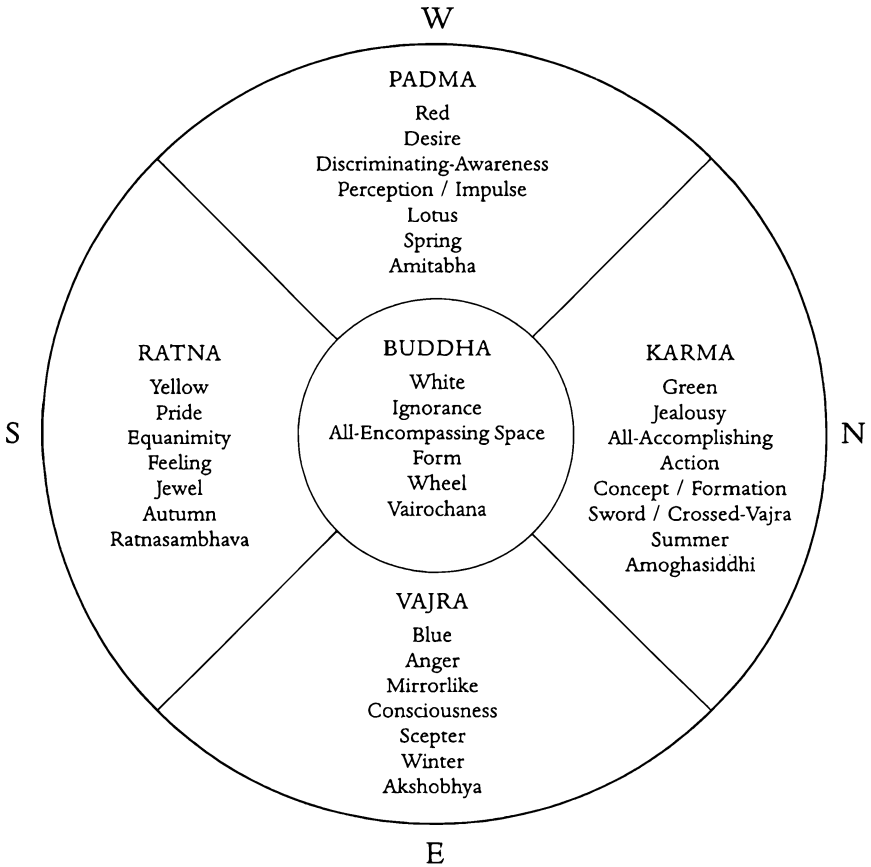 W
PADMA
Red
Desire
Discriminating-Awareness
Perception / Impulse
Lotus
Spring
Amitabha
S
RATNA
Yellow
Pride
Equanimity
Feeling
Jewel
Autumn
Ratnasambhava
BUDDHA
White
Ignorance
All-Encompassing Space
Form
Wheel
Vairochana
KARMA
Green
Jealousy
All-Accomplishing
Action
Concept / Formation
Sword / Crossed-Vajra
Summer
Amoghasiddhi
N
VAJRA
Blue
Anger
Mirrorlike
Consciousness
Scepter
Winter
Akshobhya
E